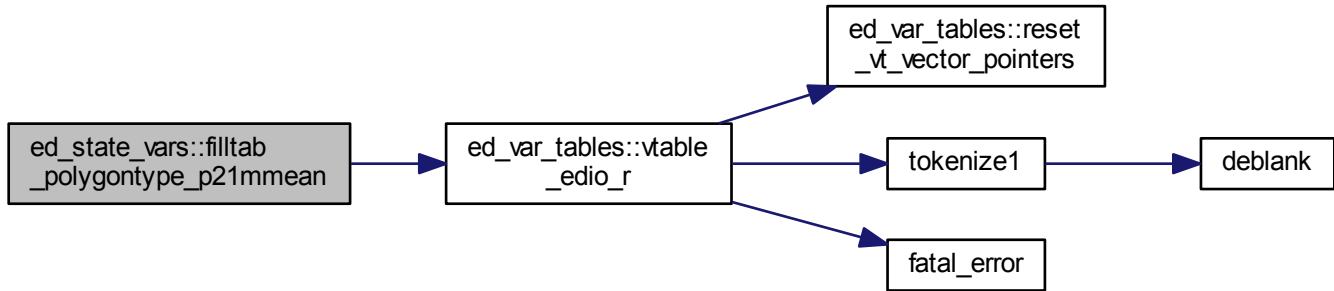 ed_state_vars::filltab
_polygontype_p21mmean
ed_var_tables::vtable
_edio_r
ed_var_tables::reset
_vt_vector_pointers
tokenize1
deblank
fatal_error